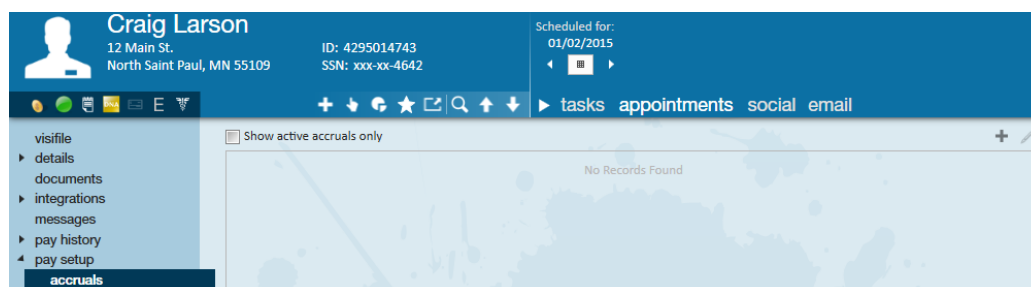 Craig Larson
12 Main St.
North Saint Paul, MN 55109
ID: 4295014743
SSN: xxx-xx-4642
Scheduled for:
01/02/2015
DNA
E
tasks appointments social email
visifile
details
documents
integrations
messages
pay history
pay setup
accruals
Show active accruals only
No Records Found